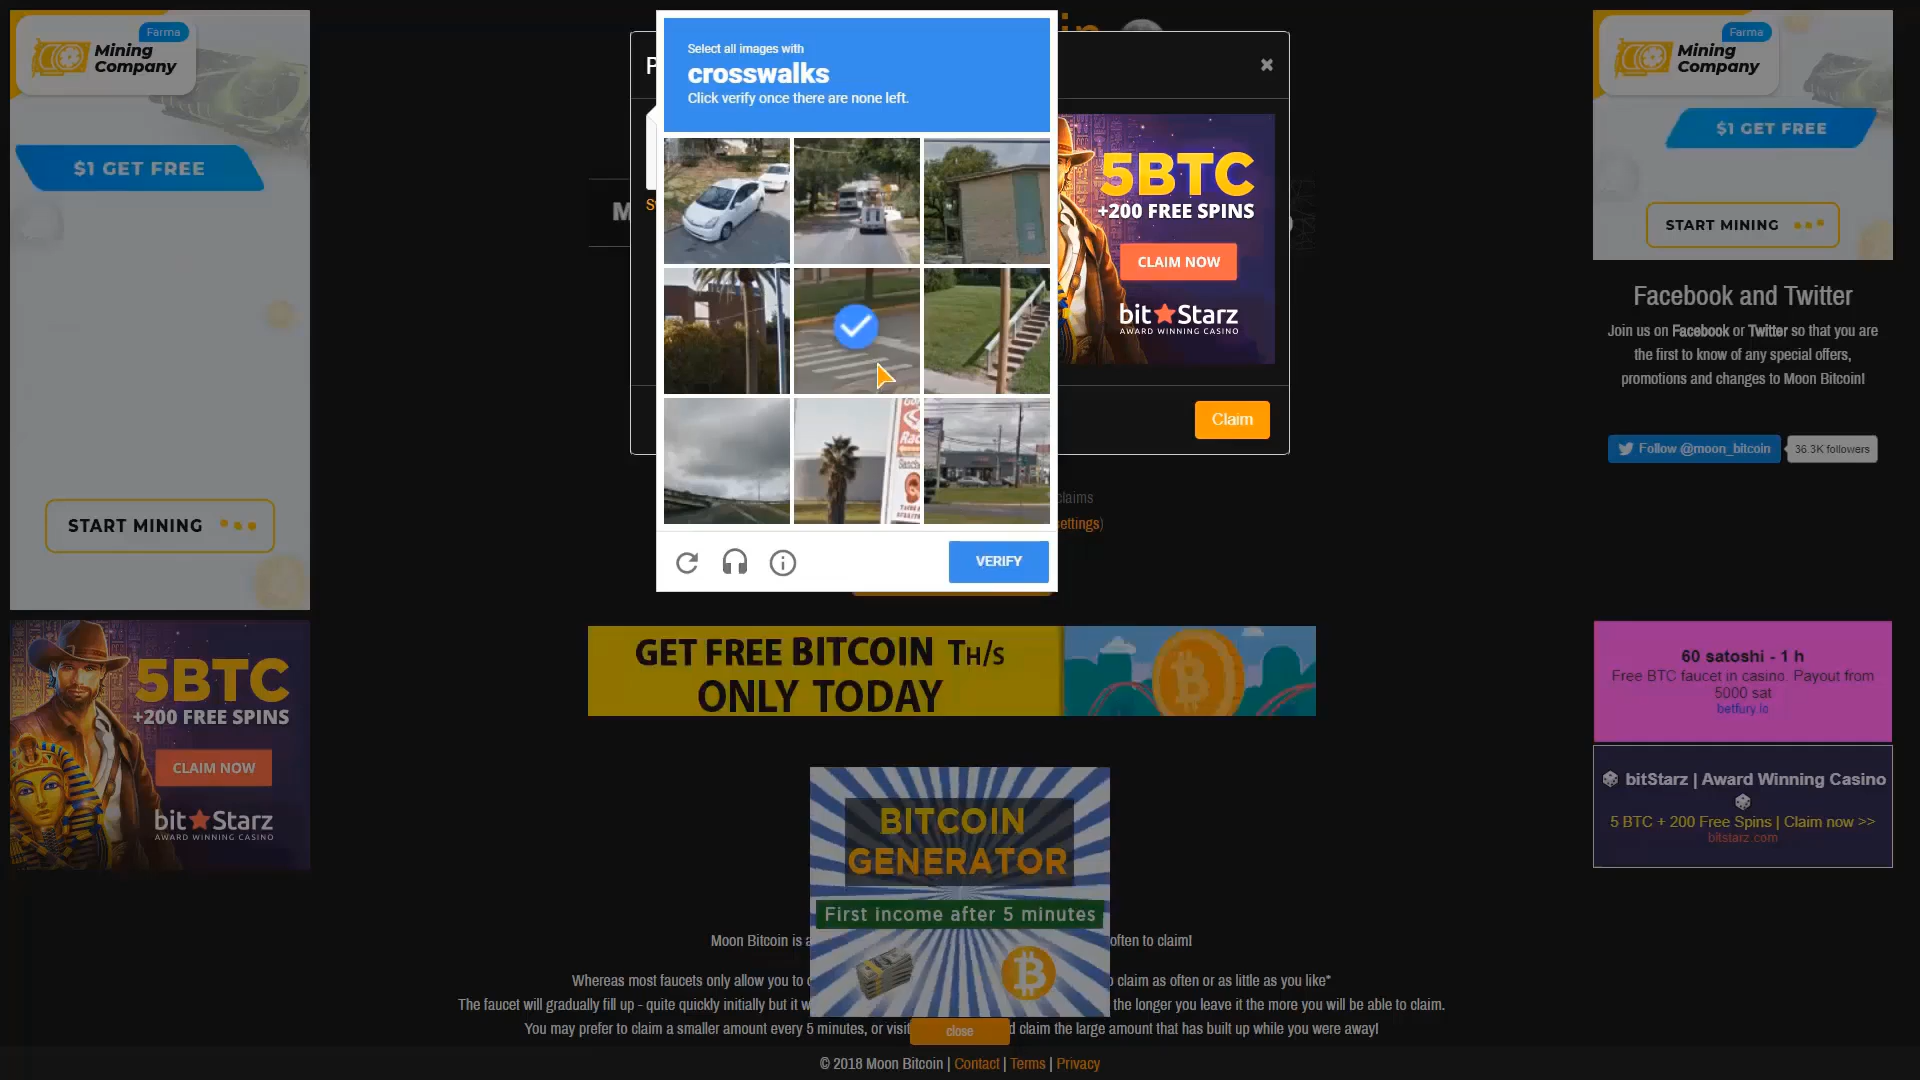 Farma
Mining
Company
$1 GET FREE
START MINING
5BTC
+200 FREE SPINS
CLAIM NOW
bit★Starz
AWARD WINNING CASINO
Select all images with
crosswalks
Click verify once there are none left.
VERIFY
×
5BTC
+200 FREE SPINS
CLAIM NOW
bit★Starz
AWARD WINNING CASINO
Claim
claims
ettings)
GET FREE BITCOIN TH/S
ONLY TODAY
BITCOIN
GENERATOR
First income after 5 minutes
close
Moon Bitcoin is a
often to claim!
Whereas most faucets only allow you to
claim as often or as little as you like*
The faucet will gradually fill up - quite quickly initially but it w
the longer you leave it the more you will be able to claim.
You may prefer to claim a smaller amount every 5 minutes, or visit
d claim the large amount that has built up while you were away!
© 2018 Moon Bitcoin | Contact | Terms | Privacy
Farma
Mining
Company
$1 GET FREE
START MINING
Facebook and Twitter
Join us on Facebook or Twitter so that you are
the first to know of any special offers,
promotions and changes to Moon Bitcoin!
Follow @moon_bitcoin
36.3K followers
60 satoshi - 1 h
Free BTC faucet in casino. Payout from
5000 sat
betfury.io
bitStarz | Award Winning Casino
5 BTC + 200 Free Spins | Claim now >>
bitstarz.com